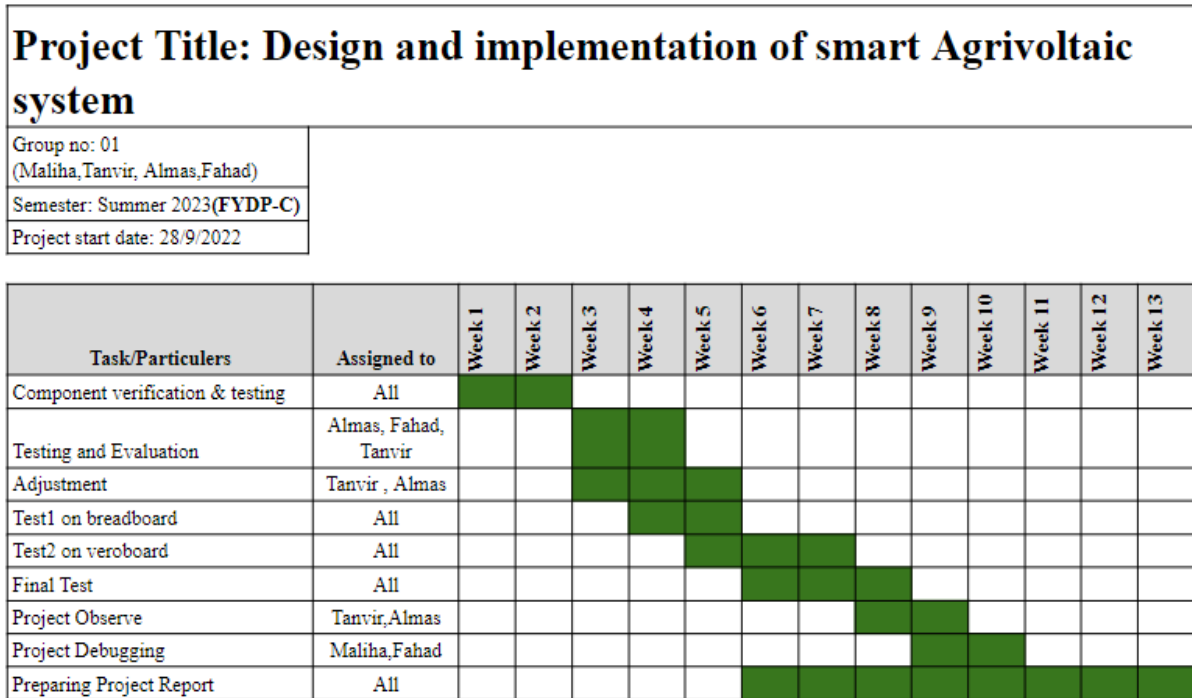 Project Title: Design and implementation of smart Agrivoltaic
system
Group no: 01
(Maliha,Tanvir, Almas,Fahad)
Semester: Summer 2023(FYDP-C)
Project start date: 28/9/2022
Task/Particulers Assigned to Week 1 Week 2 Week 3 Week 4 Week 5 Week 6 Week 7 Week 8 Week 9 Week 10 Week 11 Week 12 Week 13
Component verification & testing All
Almas, Fahad,
Testing and Evaluation Tanvir
Adjustment Tanvir , Almas
Test1 on breadboard All
Test2 on veroboard All
Final Test All
Project Observe Tanvir,Almas
Project Debugging Maliha,Fahad
Preparing Project Report All